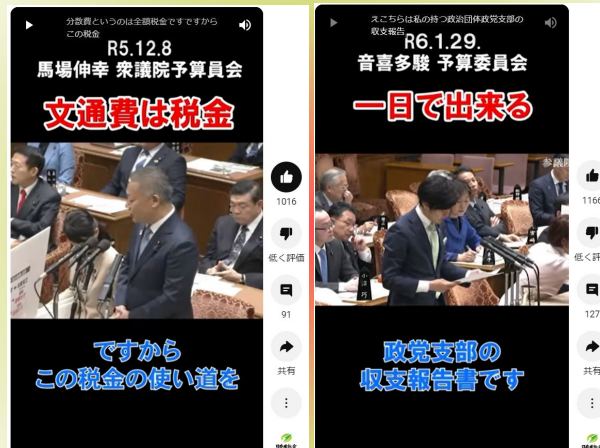 分散費というのは全額税金ですですから
この税金
R5.12.8
馬場伸幸 衆議院予算員会
文通費は税金
ですから
この税金の使い道を
1016
低く評価
91
共有
えこちらは私の持つ政治団体政党支部の
収支報告
R6.1.29.
音喜多駿 予算委員会
一日で出来る
参議院
政党支部の
収支報告書です
1166
低く評
127
共有